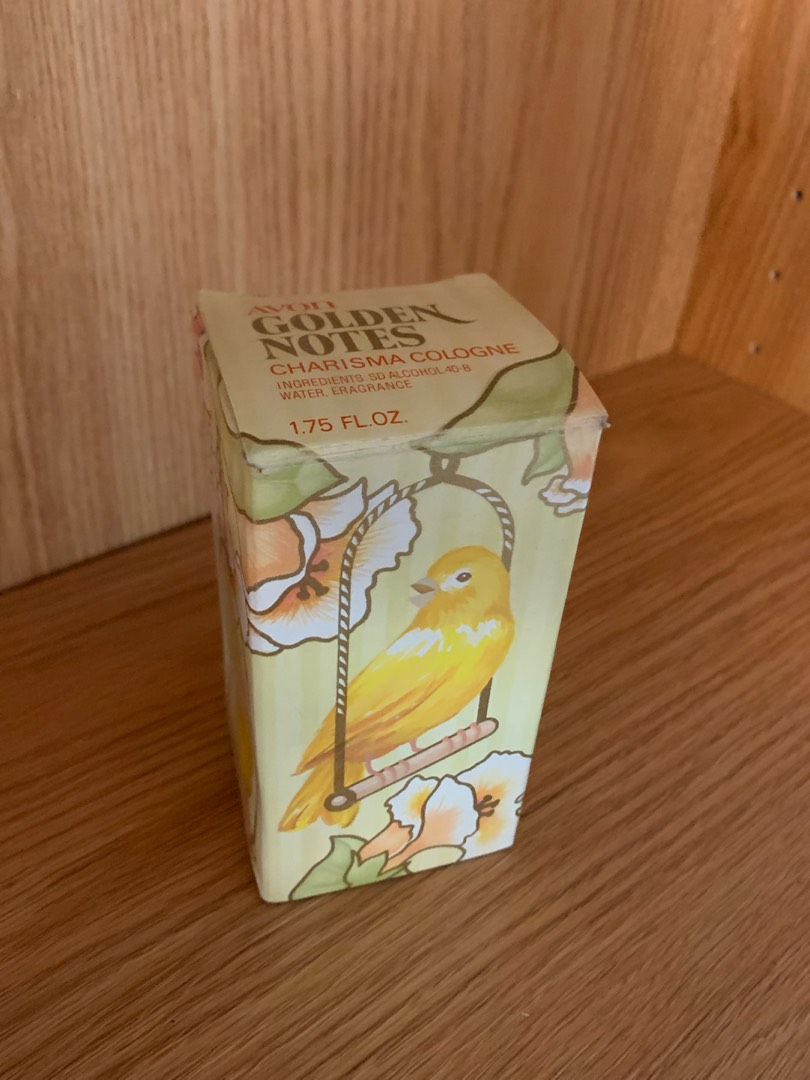 AVON
GOLDEN
NOTES
CHARISMA COLOGNE
INGREDIENTS: SD ALCOHOL 40-B
WATER, FRAGRANCE
1.75 FL.OZ.